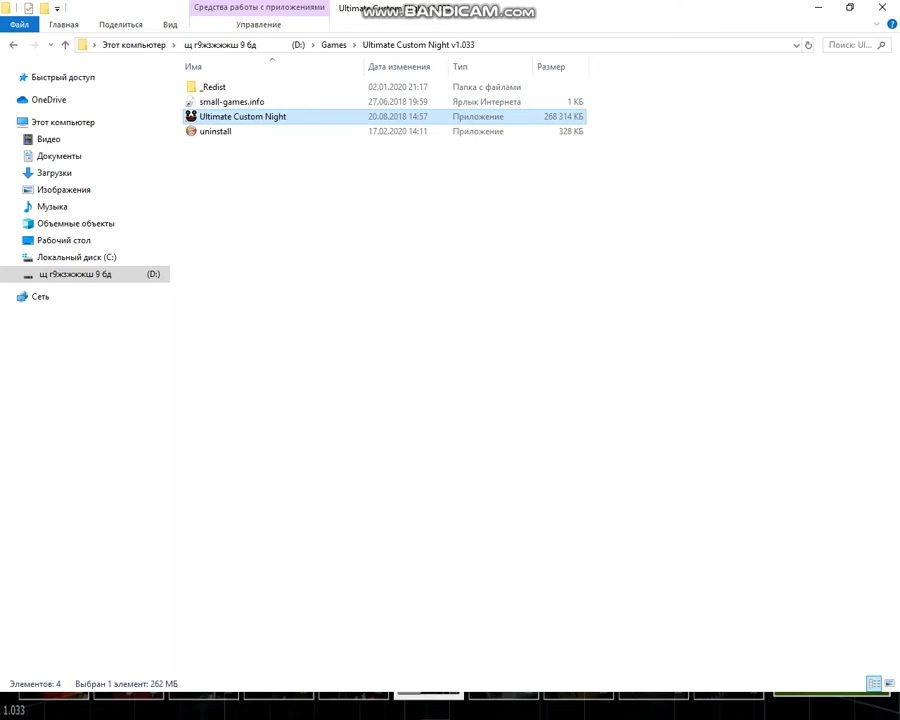 Средства работы с приложениями
Ultimate Cus
www.BANDICAM.com
Файл
Главная
Поделиться
Вид
Управление
Этот компьютер
щ г9жзжжкш 9 бд (D:)
Games
Ultimate Custom Night v1.033
Поиск: Ul...
Имя
Дата изменения
Тип
Размер
Быстрый доступ
OneDrive
Этот компьютер
Видео
Документы
Загрузки
Изображения
Музыка
Объемные объекты
Рабочий стол
Локальный диск (C:)
щ г9жзжжкш 9 бд (D:)
Сеть
_Redist 02.01.2020 21:17 Папка с файлами
small-games.info 27.06.2018 19:59 Ярлык Интернета 1 КБ
Ultimate Custom Night 20.08.2018 14:57 Приложение 268 314 КБ
uninstall 17.02.2020 14:11 Приложение 328 КБ
Элементов: 4 Выбран 1 элемент: 262 МБ
1.033